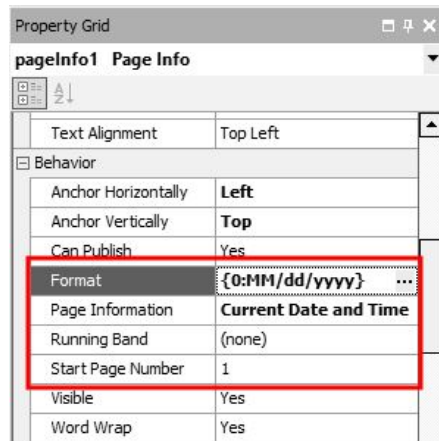 Property Grid
pageInfo1 Page Info
Text Alignment Top Left
Behavior
Anchor Horizontally Left
Anchor Vertically Top
Can Publish Yes
Format {0:MM/dd/yyyy} ...
Page Information Current Date and Time
Running Band (none)
Start Page Number 1
Visible Yes
Word Wrap Yes